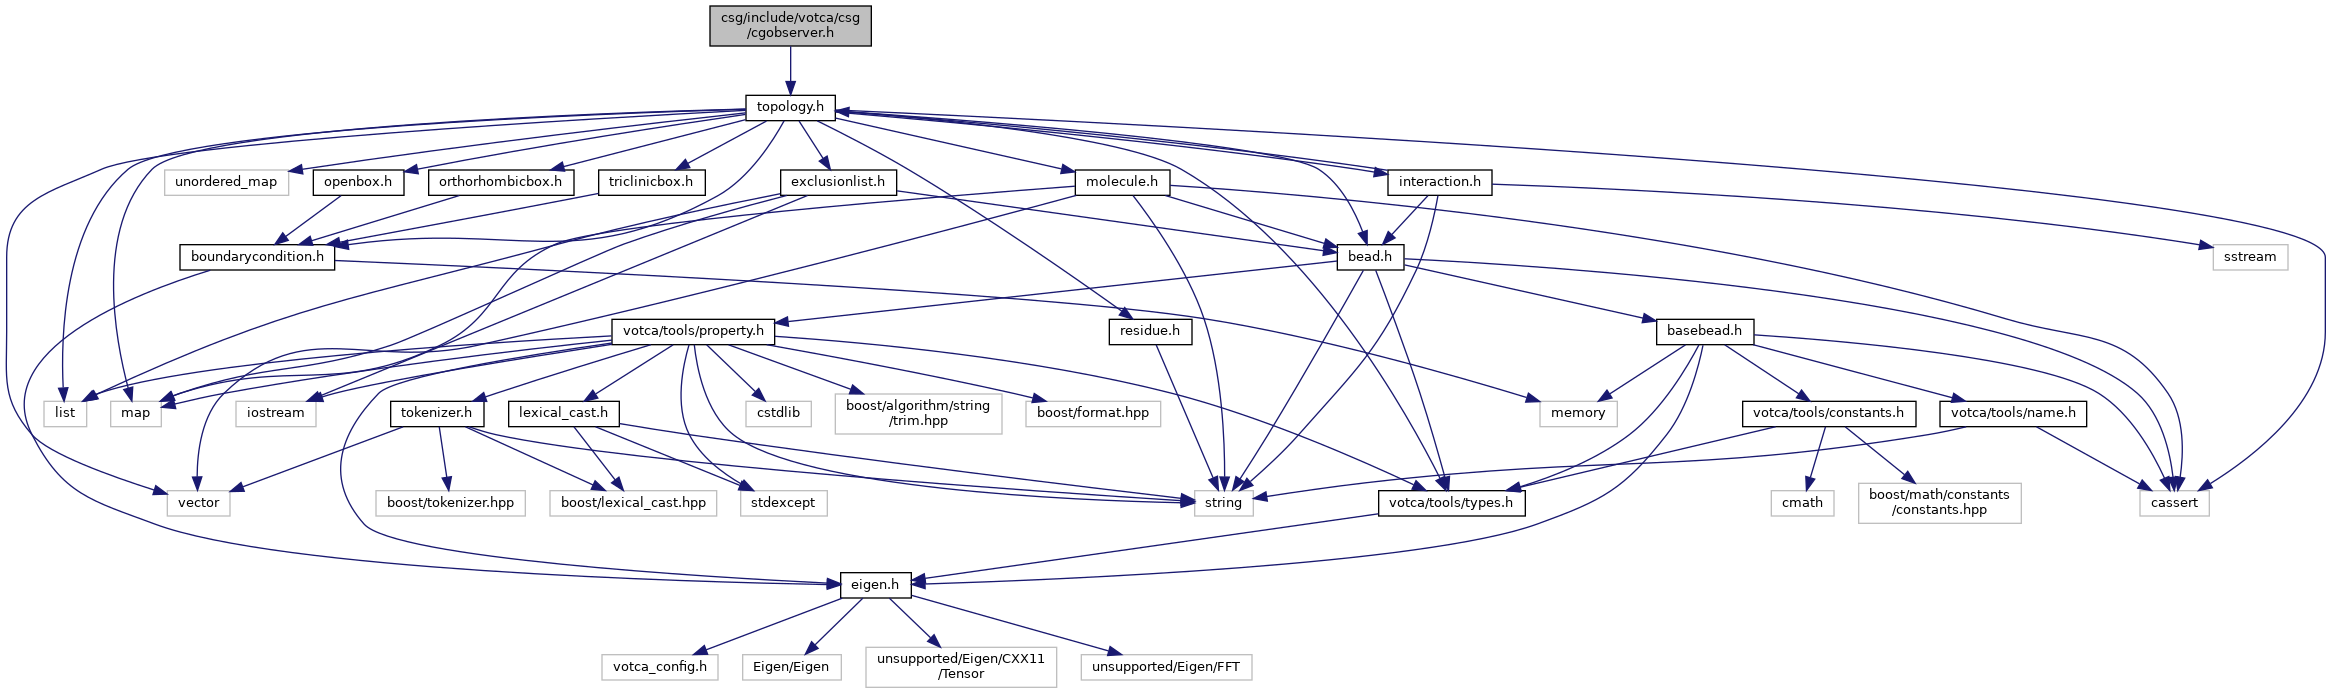 csg/include/votca/csg
/cgobserver.h
topology.h
unordered_map
openbox.h
orthorhombicbox.h
triclinicbox.h
exclusionlist.h
molecule.h
interaction.h
boundarycondition.h
bead.h
sstream
votca/tools/property.h
residue.h
basebead.h
list
map
iostream
tokenizer.h
lexical_cast.h
cstdlib
boost/algorithm/string
/trim.hpp
boost/format.hpp
memory
votca/tools/constants.h
votca/tools/name.h
vector
boost/tokenizer.hpp
boost/lexical_cast.hpp
stdexcept
string
votca/tools/types.h
cmath
boost/math/constants
/constants.hpp
cassert
eigen.h
votca_config.h
Eigen/Eigen
unsupported/Eigen/CXX11
/Tensor
unsupported/Eigen/FFT